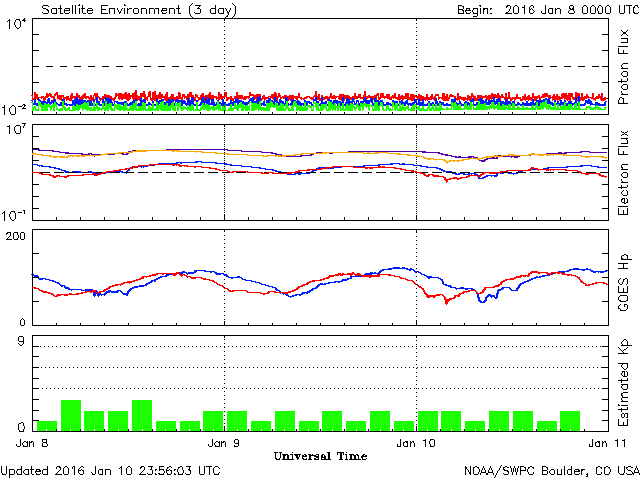 Satellite Environment (3 day) Begin: 2016 Jan 8 0000 UTC
10^4
Proton Flux
10^-2
10^7
Electron Flux
10^-1
200
GOES Hp
0
9
Estimated Kp
0
Jan 8 Jan 9 Jan 10 Jan 11
Universal Time
Updated 2016 Jan 10 23:56:03 UTC NOAA/SWPC Boulder, CO USA